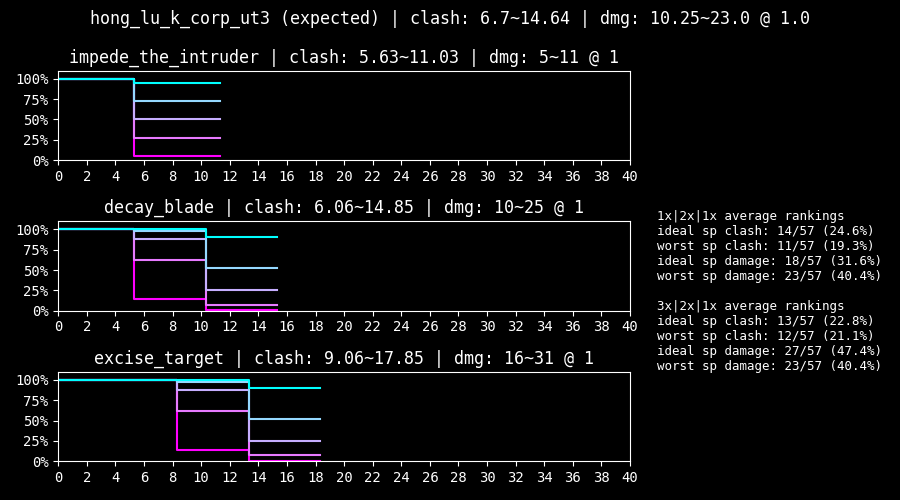 hong_lu_k_corp_ut3 (expected) | clash: 6.7~14.64 | dmg: 10.25~23.0 @ 1.0
impede_the_intruder | clash: 5.63~11.03 | dmg: 5~11 @ 1
100%
75%
50%
25%
0%
0 2 4 6 8 10 12 14 16 18 20 22 24 26 28 30 32 34 36 38 40
decay_blade | clash: 6.06~14.85 | dmg: 10~25 @ 1
100%
75%
50%
25%
0%
0 2 4 6 8 10 12 14 16 18 20 22 24 26 28 30 32 34 36 38 40
excise_target | clash: 9.06~17.85 | dmg: 16~31 @ 1
100%
75%
50%
25%
0%
0 2 4 6 8 10 12 14 16 18 20 22 24 26 28 30 32 34 36 38 40
1x|2x|1x average rankings
ideal sp clash: 14/57 (24.6%)
worst sp clash: 11/57 (19.3%)
ideal sp damage: 18/57 (31.6%)
worst sp damage: 23/57 (40.4%)
3x|2x|1x average rankings
ideal sp clash: 13/57 (22.8%)
worst sp clash: 12/57 (21.1%)
ideal sp damage: 27/57 (47.4%)
worst sp damage: 23/57 (40.4%)